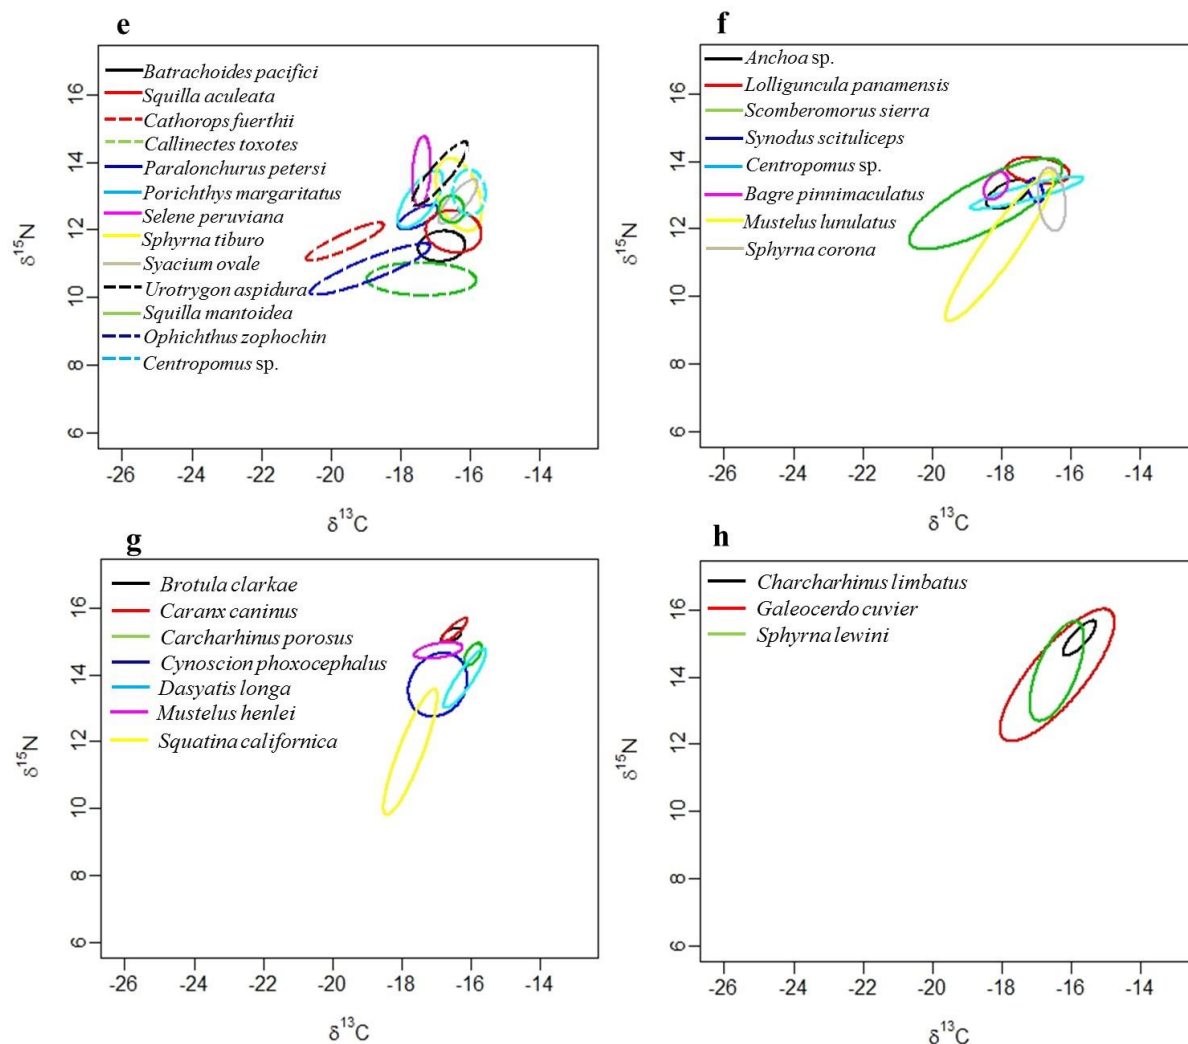 e
Batrachoides pacifici
Squilla aculeata
Cathorops fuerthii
Callinectes toxotes
Paralonchurus petersi
Porichthys margaritatus
Selene peruviana
Sphyrna tiburo
Syacium ovale
Urotrygon aspidura
Squilla mantoidea
Ophichthus zophochin
Centropomus sp.
δ15N
16
14
12
10
8
6
-26 -24 -22 -20 -18 -16 -14
δ13C
f
Anchoa sp.
Lolliguncula panamensis
Scomberomorus sierra
Synodus scituliceps
Centropomus sp.
Bagre pinnimaculatus
Mustelus lunulatus
Sphyrna corona
δ15N
16
14
12
10
8
6
-26 -24 -22 -20 -18 -16 -14
δ13C
g
Brotula clarkae
Caranx caninus
Carcharhinus porosus
Cynoscion phoxocephalus
Dasyatis longa
Mustelus henlei
Squatina californica
δ15N
16
14
12
10
8
6
-26 -24 -22 -20 -18 -16 -14
δ13C
h
Charcharhinus limbatus
Galeocerdo cuvier
Sphyrna lewini
δ15N
16
14
12
10
8
6
-26 -24 -22 -20 -18 -16 -14
δ13C